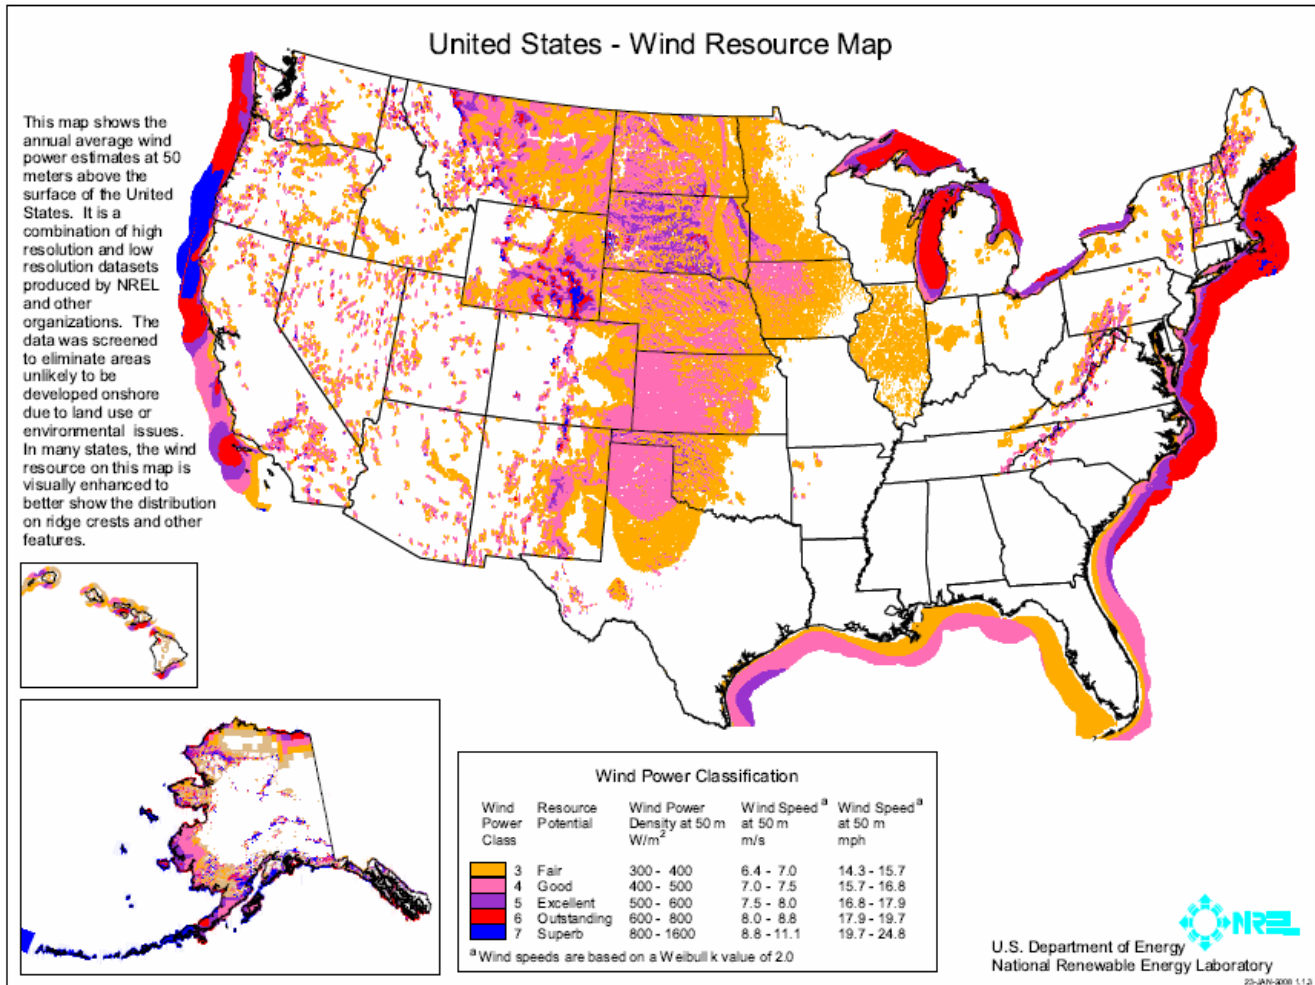 United States - Wind Resource Map
This map shows the
annual average wind
power estimates at 50
meters above the
surface of the United
States. It is a
combination of high
resolution and low
resolution datasets
produced by NREL
and other
organizations. The
data was screened
to eliminate areas
unlikely to be
developed onshore
due to land use or
environmental issues.
In many states, the wind
resource on this map is
visually enhanced to
better show the distribution
on ridge crests and other
features.
Wind Power Classification
Wind Resource Wind Power Wind Speed a Wind Speed a
Power Potential Density at 50 m at 50 m at 50 m
Class W/m2 m/s mph
3 Fair 300 - 400 6.4 - 7.0 14.3 - 15.7
4 Good 400 - 500 7.0 - 7.5 15.7 - 16.8
5 Excellent 500 - 600 7.5 - 8.0 16.8 - 17.9
6 Outstanding 600 - 800 8.0 - 8.8 17.9 - 19.7
7 Superb 800 - 1600 8.8 - 11.1 19.7 - 24.8
a Wind speeds are based on a Weibull k value of 2.0
NREL
U.S. Department of Energy
National Renewable Energy Laboratory